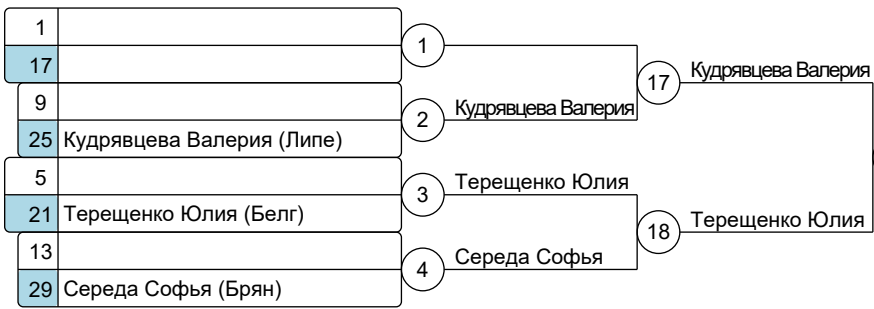 1
17
1
Кудрявцева Валерия
17
9
25 Кудрявцева Валерия (Липе)
2
Кудрявцева Валерия
5
21 Терещенко Юлия (Белг)
3
Терещенко Юлия
18
Терещенко Юлия
13
29 Середа Софья (Брян)
4
Середа Софья